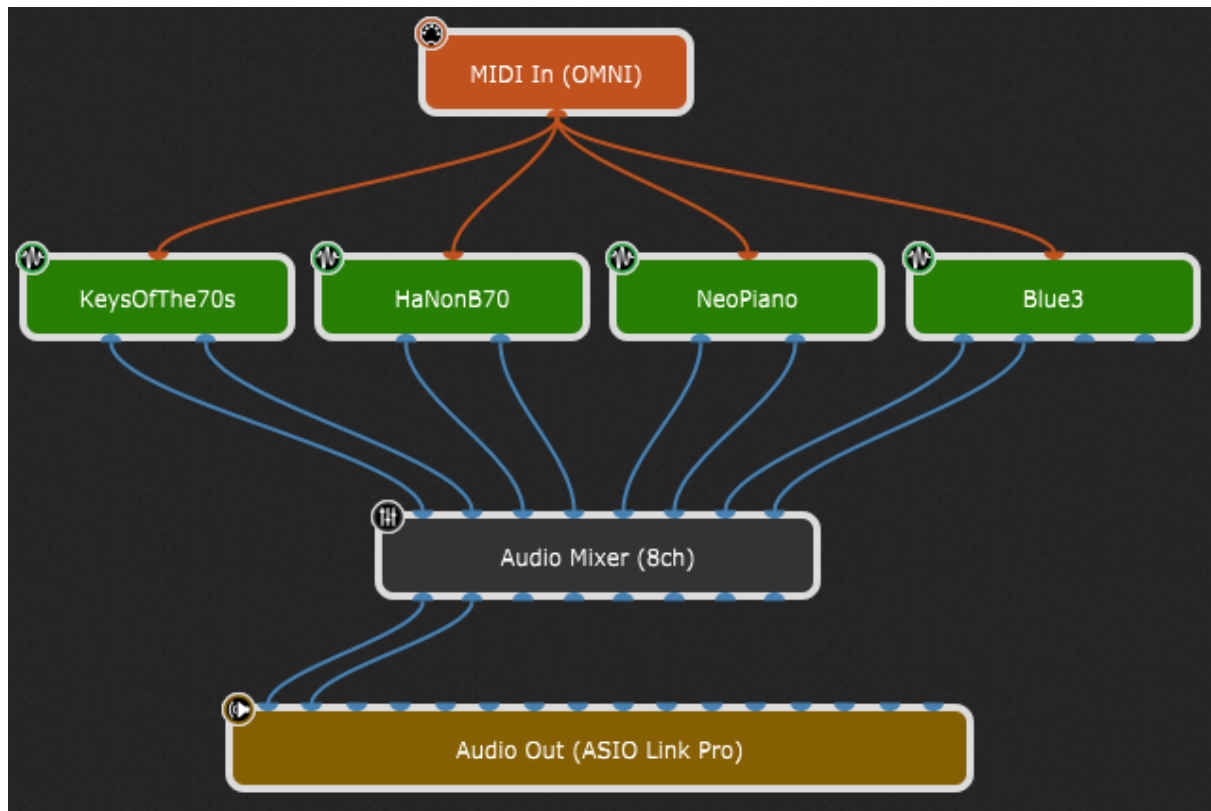 MIDI In (OMNI)
KeysOfThe70s
HaNonB70
NeoPiano
Blue3
Audio Mixer (8ch)
Audio Out (ASIO Link Pro)